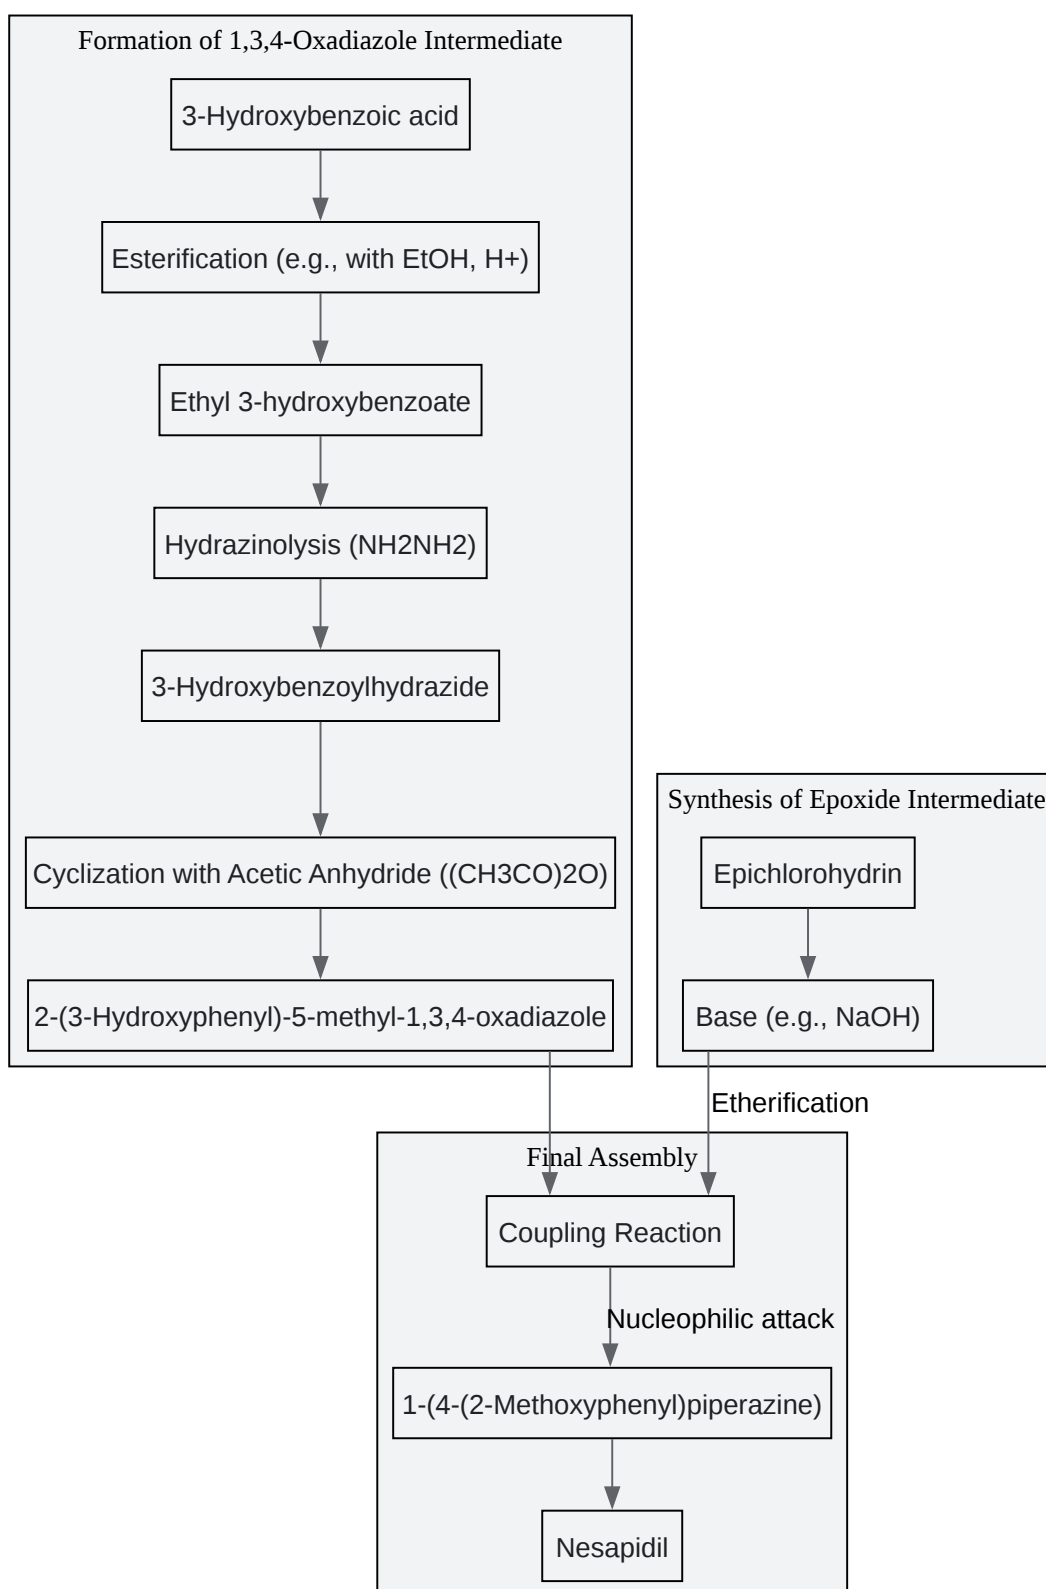 Formation of 1,3,4-Oxadiazole Intermediate
3-Hydroxybenzoic acid
Esterification (e.g., with EtOH, H+)
Ethyl 3-hydroxybenzoate
Hydrazinolysis (NH2NH2)
3-Hydroxybenzoylhydrazide
Cyclization with Acetic Anhydride ((CH3CO)2O)
2-(3-Hydroxyphenyl)-5-methyl-1,3,4-oxadiazole
Synthesis of Epoxide Intermediate
Epichlorohydrin
Base (e.g., NaOH)
Etherification
Final Assembly
Coupling Reaction
Nucleophilic attack
1-(4-(2-Methoxyphenyl)piperazine)
Nesapidil